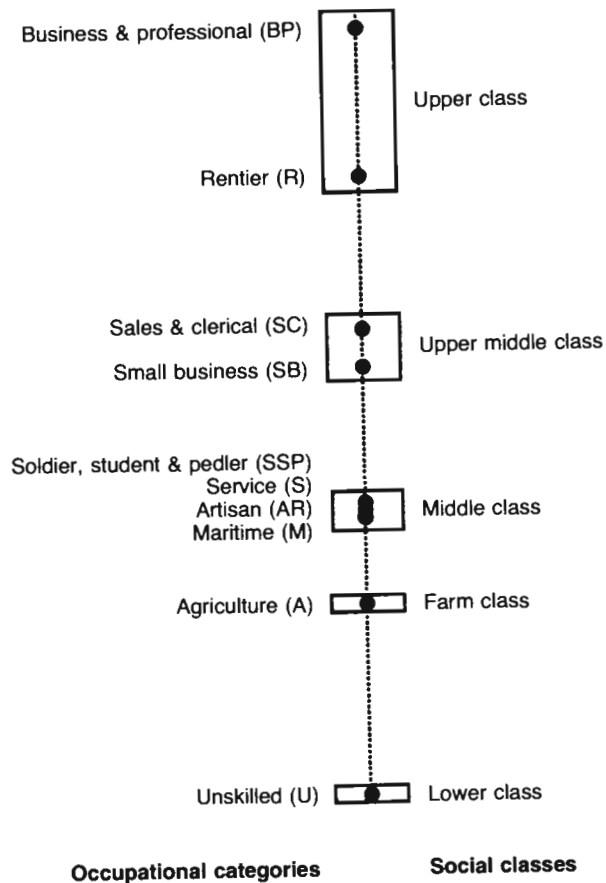 Business & professional (BP)
Upper class
Rentier (R)
Sales & clerical (SC)
Upper middle class
Small business (SB)
Soldier, student & pedler (SSP)
Service (S)
Artisan (AR)
Middle class
Maritime (M)
Agriculture (A)
Farm class
Unskilled (U)
Lower class
Occupational categories
Social classes